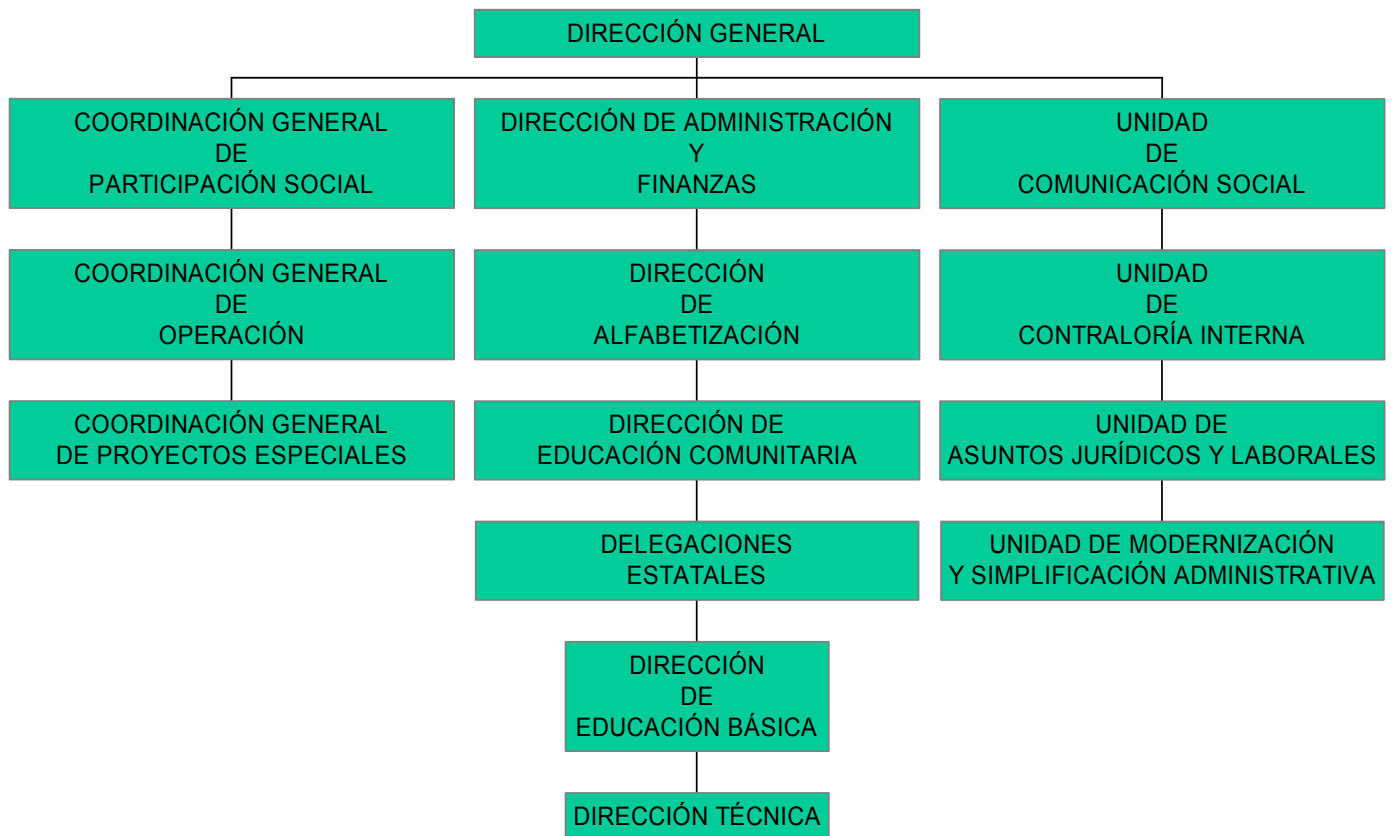 DIRECCIÓN GENERAL
COORDINACIÓN GENERAL
DE
PARTICIPACIÓN SOCIAL
DIRECCIÓN DE ADMINISTRACIÓN
Y
FINANZAS
UNIDAD
DE
COMUNICACIÓN SOCIAL
COORDINACIÓN GENERAL
DE
OPERACIÓN
DIRECCIÓN
DE
ALFABETIZACIÓN
UNIDAD
DE
CONTRALORÍA INTERNA
COORDINACIÓN GENERAL
DE PROYECTOS ESPECIALES
DIRECCIÓN DE
EDUCACIÓN COMUNITARIA
UNIDAD DE
ASUNTOS JURÍDICOS Y LABORALES
DELEGACIONES
ESTATALES
UNIDAD DE MODERNIZACIÓN
Y SIMPLIFICACIÓN ADMINISTRATIVA
DIRECCIÓN
DE
EDUCACIÓN BÁSICA
DIRECCIÓN TÉCNICA